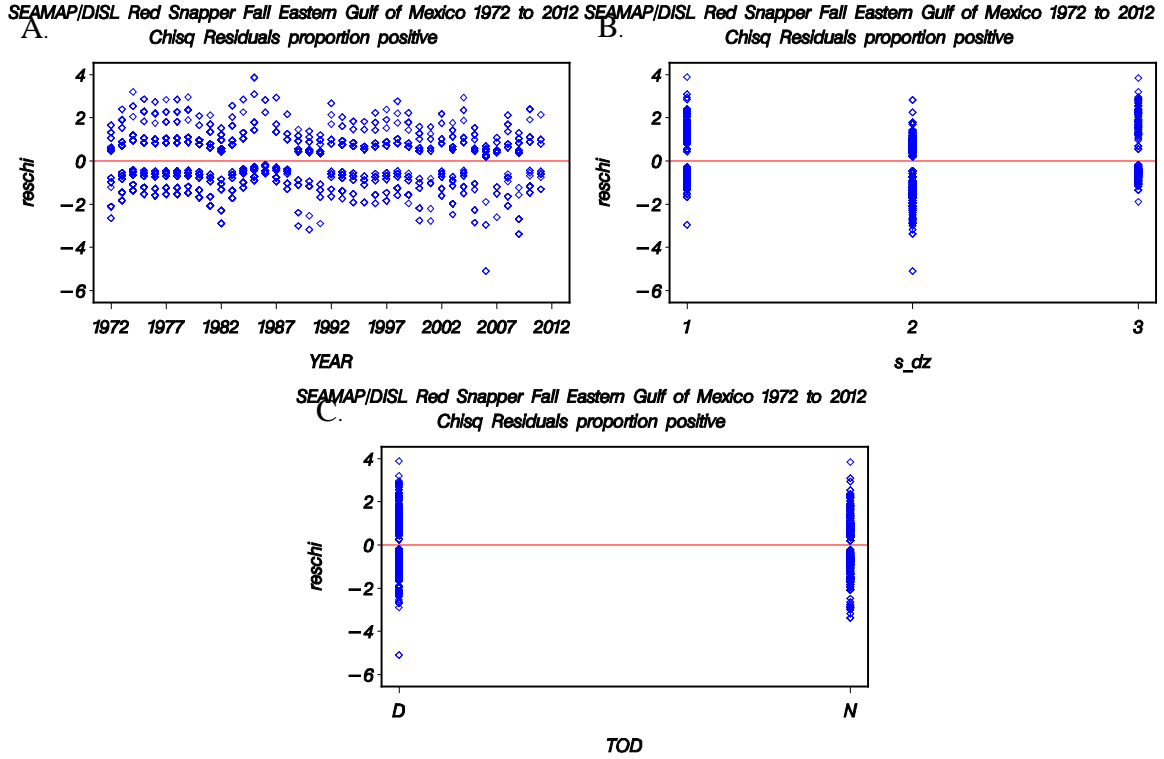 SEAMAP/DISL Red Snapper Fall Eastern Gulf of Mexico 1972 to 2012
A.
Chisq Residuals proportion positive
4
2
0
−2
−4
−6
reschi
1972 1977 1982 1987 1992 1997 2002 2007 2012
YEAR
SEAMAP/DISL Red Snapper Fall Eastern Gulf of Mexico 1972 to 2012
B.
Chisq Residuals proportion positive
4
2
0
−2
−4
−6
reschi
1 2 3
s_dz
SEAMAP/DISL Red Snapper Fall Eastern Gulf of Mexico 1972 to 2012
C.
Chisq Residuals proportion positive
4
2
0
−2
−4
−6
reschi
D N
TOD